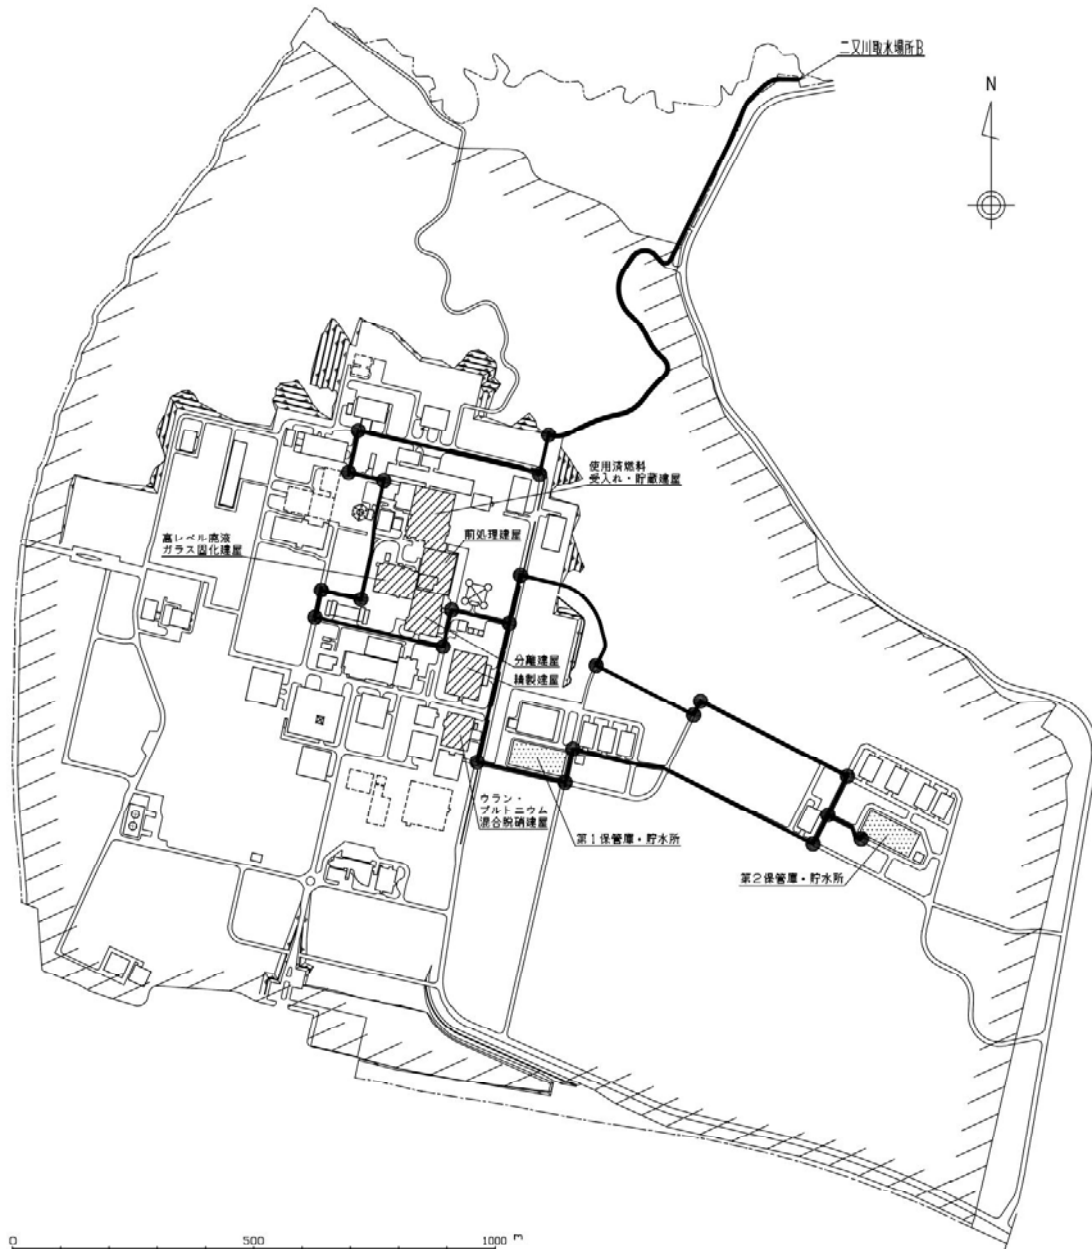 二又川取水場所B
N
使用済燃料
受入れ・貯蔵建屋
前処理建屋
高レベル廃液
ガラス固化建屋
分離建屋
精製建屋
ウラン・
プルトニウム
混合脱硝建屋
第1保管庫・貯水所
第2保管庫・貯水所
0 500 1000 m